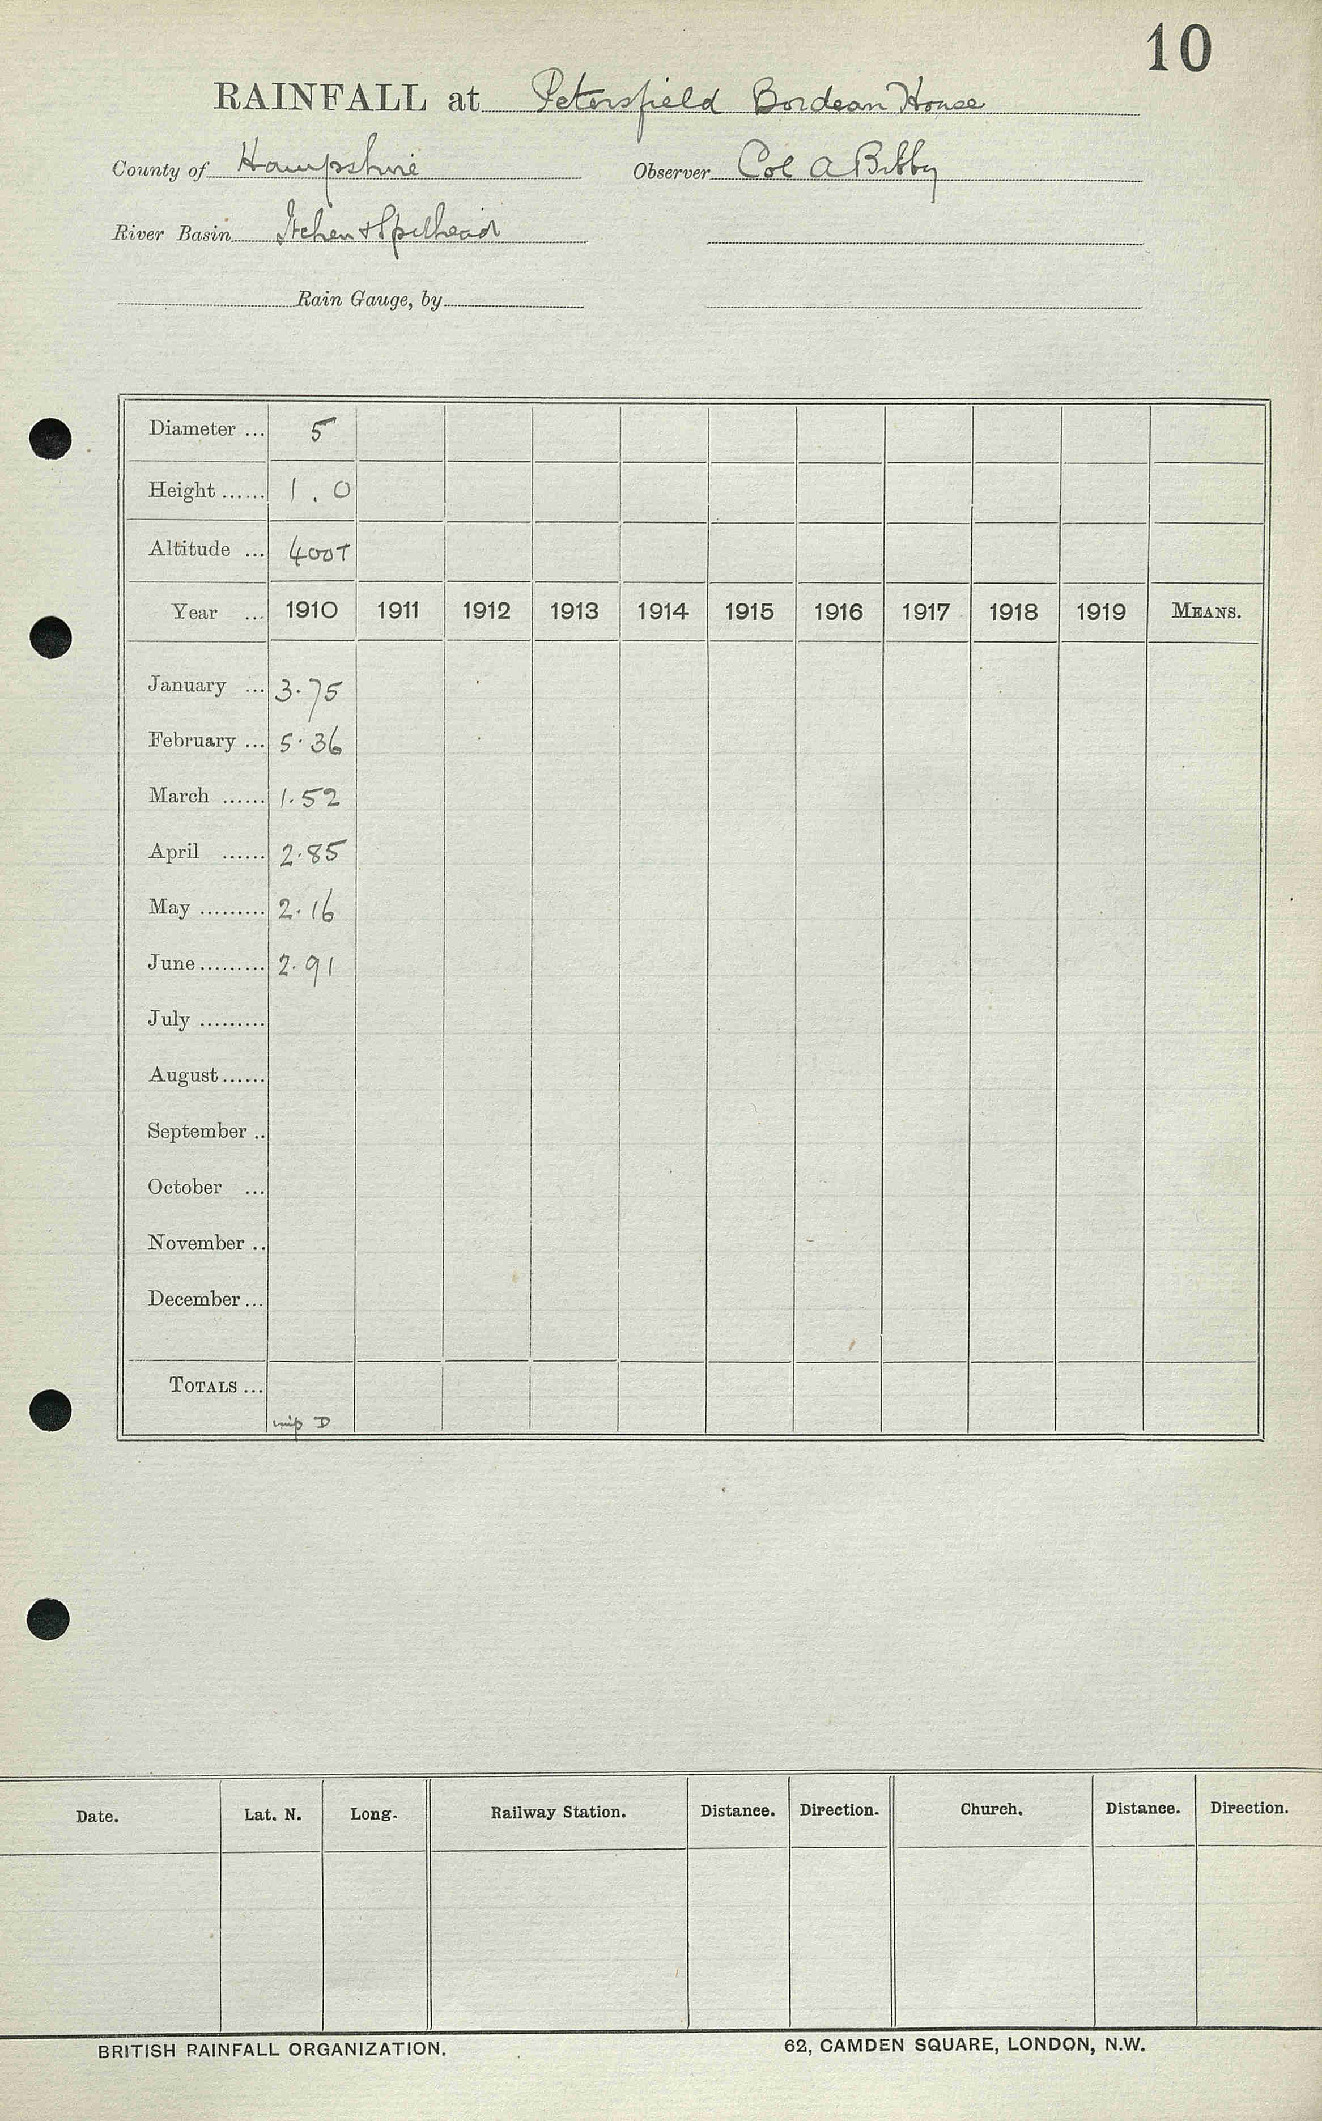 10
RAINFALL at Petersfield Bordean House
County of Hampshire Observer Col A Bibby
River Basin Itchen & Spithead
Rain Gauge, by
Diameter ... 5
Height ...... 1.0
Altitude ... 400T
Year ... 1910 1911 1912 1913 1914 1915 1916 1917 1918 1919 MEANS.
January ... 3.75
February ... 5.36
March ...... 1.52
April ...... 2.85
May ......... 2.16
June ......... 2.91
July .........
August ......
September ..
October ...
November ..
December ...
TOTALS ...
D
Date. Lat. N. Long. Railway Station. Distance. Direction. Church. Distance. Direction.
BRITISH RAINFALL ORGANIZATION. 62, CAMDEN SQUARE, LONDON, N.W.